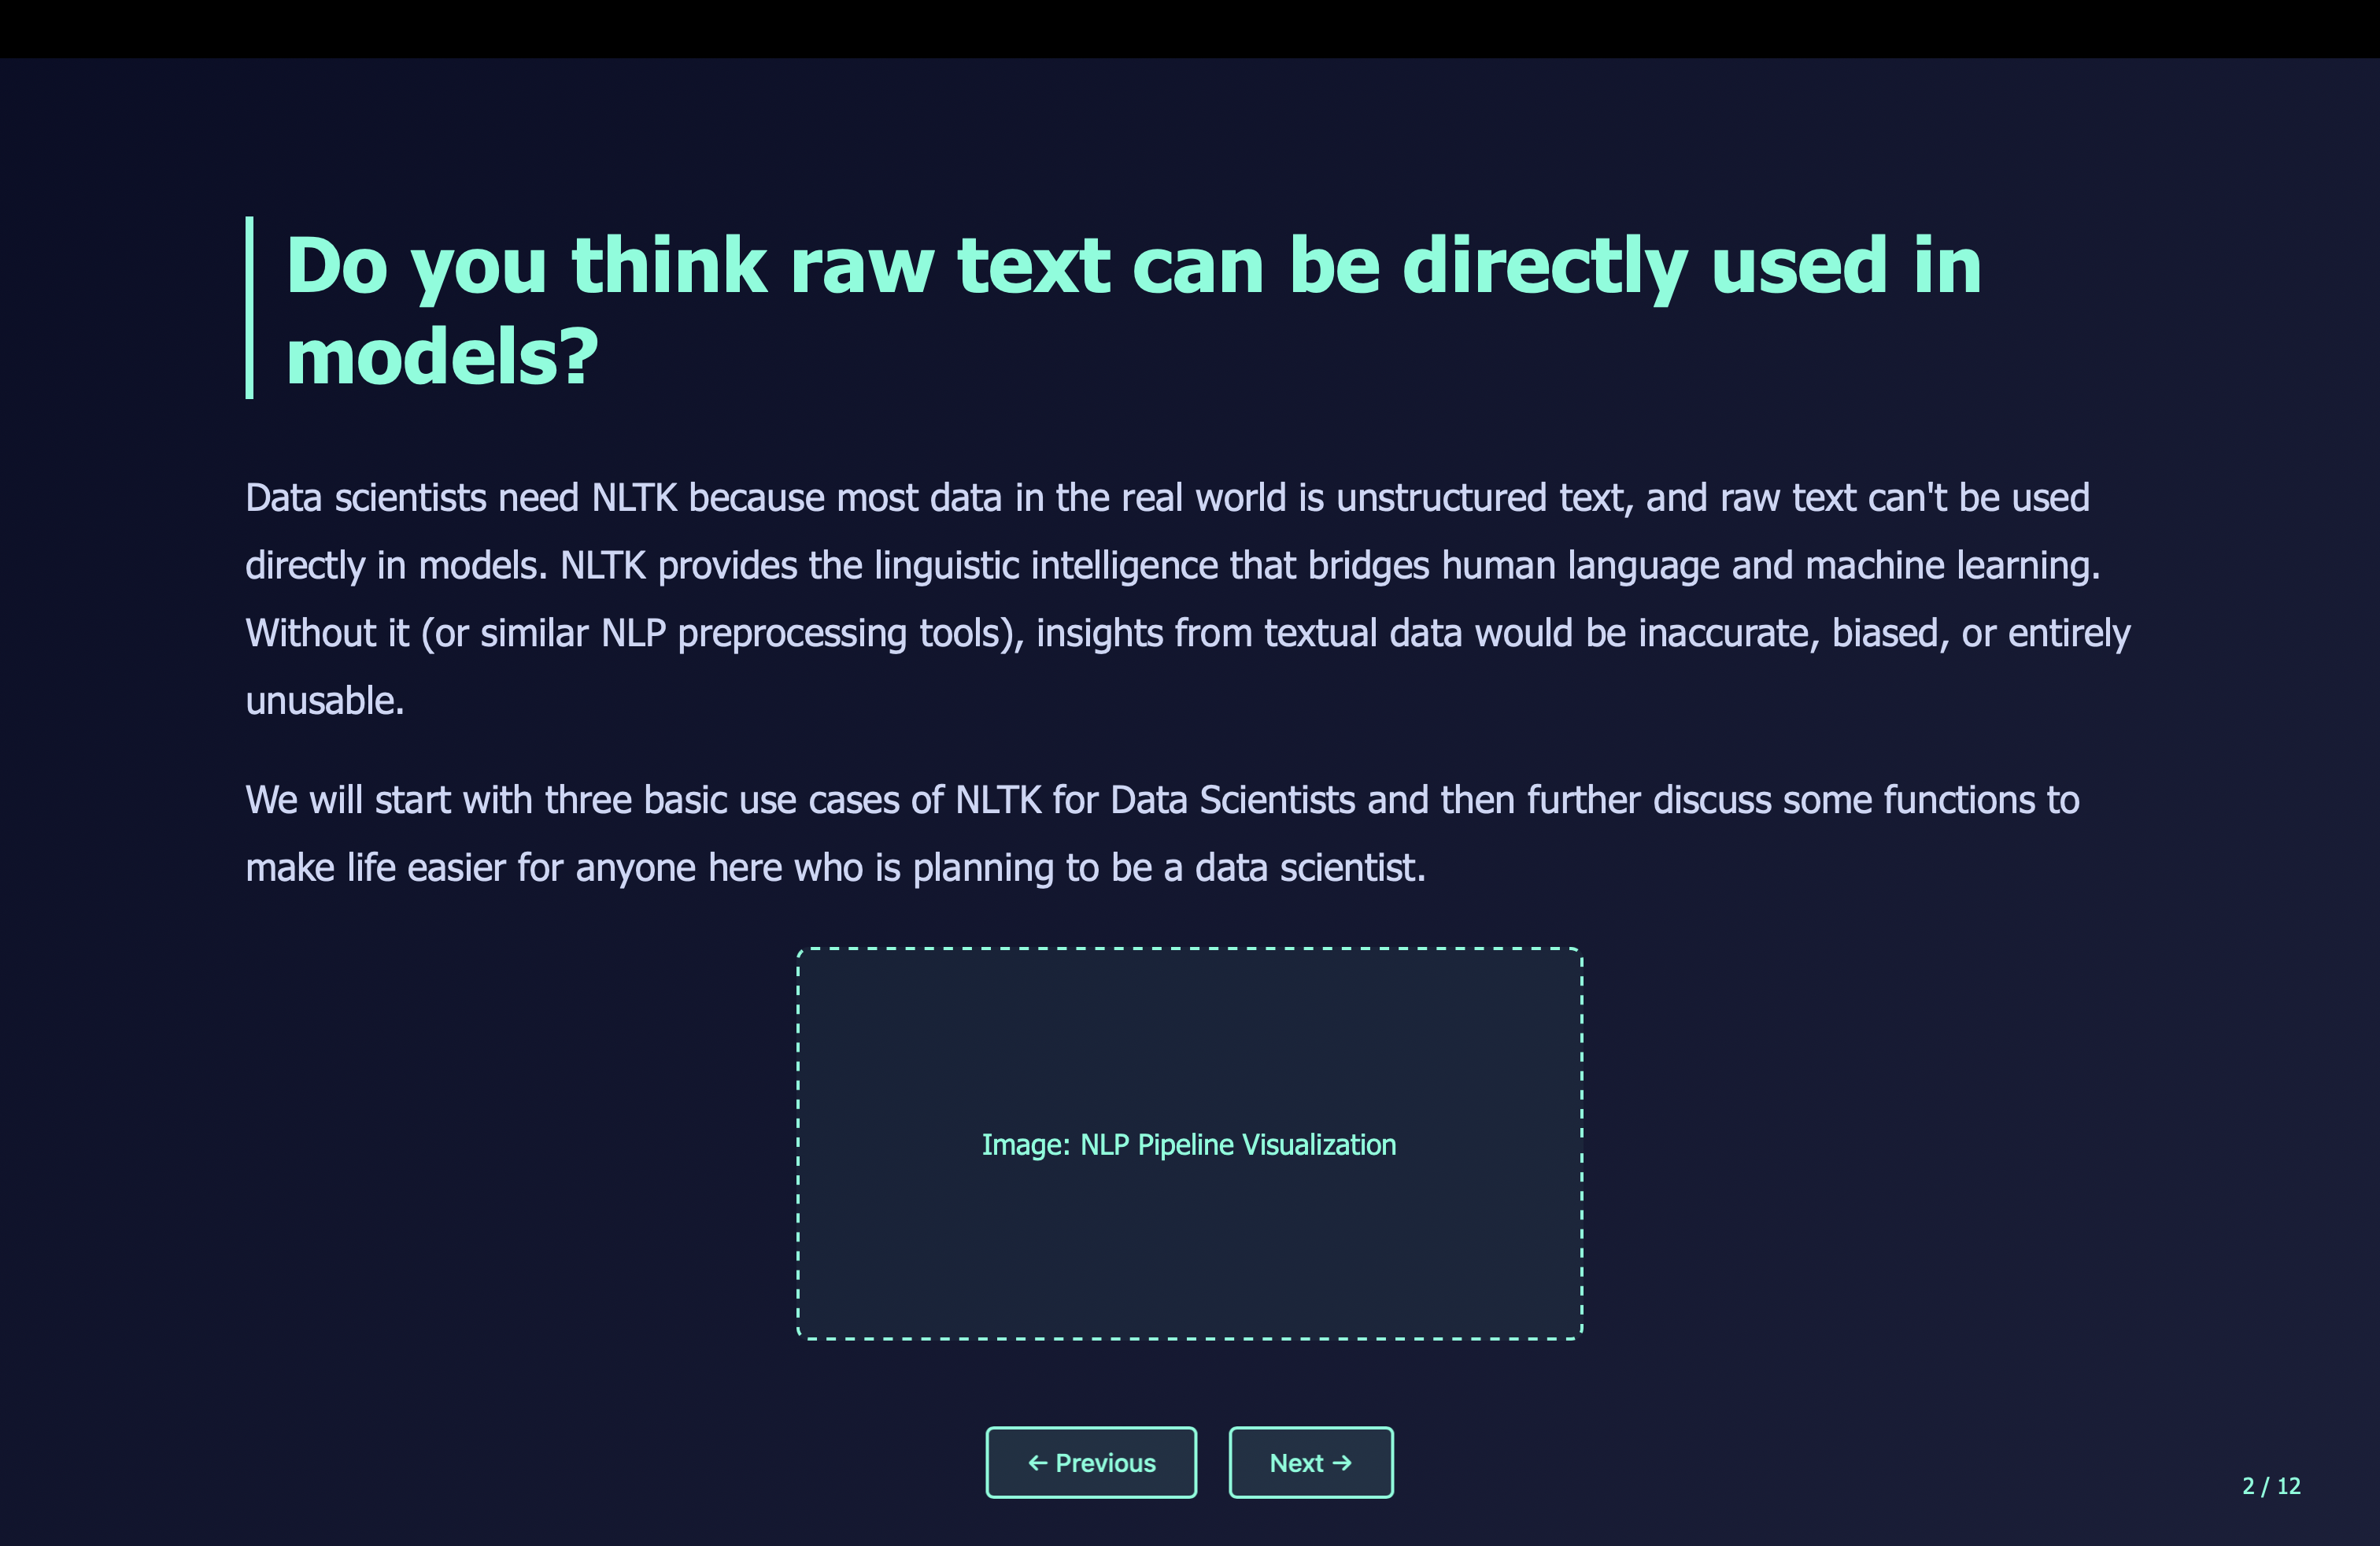 Do you think raw text can be directly used in
models?
Data scientists need NLTK because most data in the real world is unstructured text, and raw text can't be used
directly in models. NLTK provides the linguistic intelligence that bridges human language and machine learning.
Without it (or similar NLP preprocessing tools), insights from textual data would be inaccurate, biased, or entirely
unusable.
We will start with three basic use cases of NLTK for Data Scientists and then further discuss some functions to
make life easier for anyone here who is planning to be a data scientist.
Image: NLP Pipeline Visualization
← Previous
Next →
2 / 12